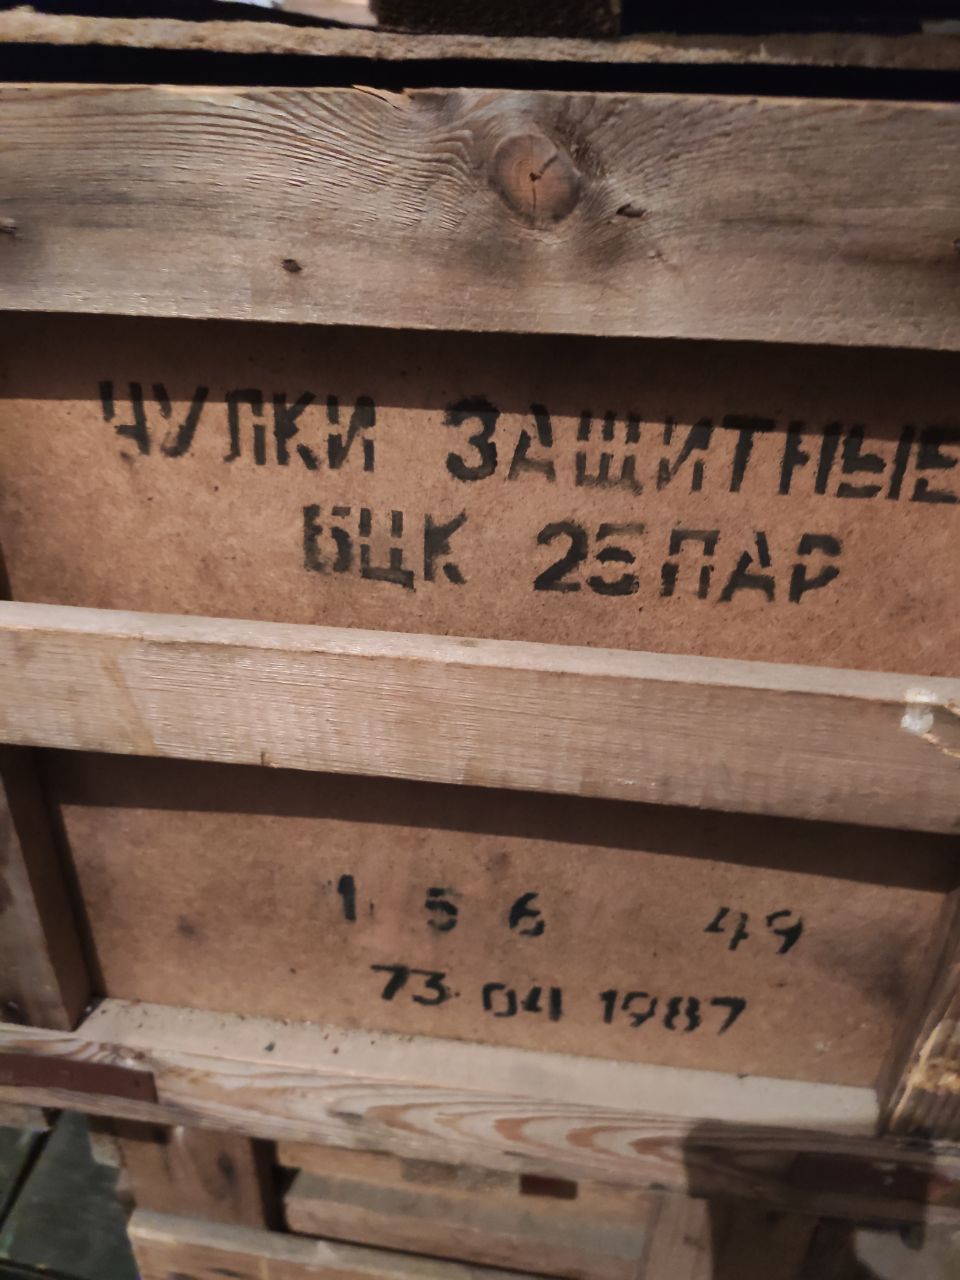 ЧУЛКИ ЗАЩИТНЫЕ
БЦК 25 ПАР
1 5 6 49
73 04 1987